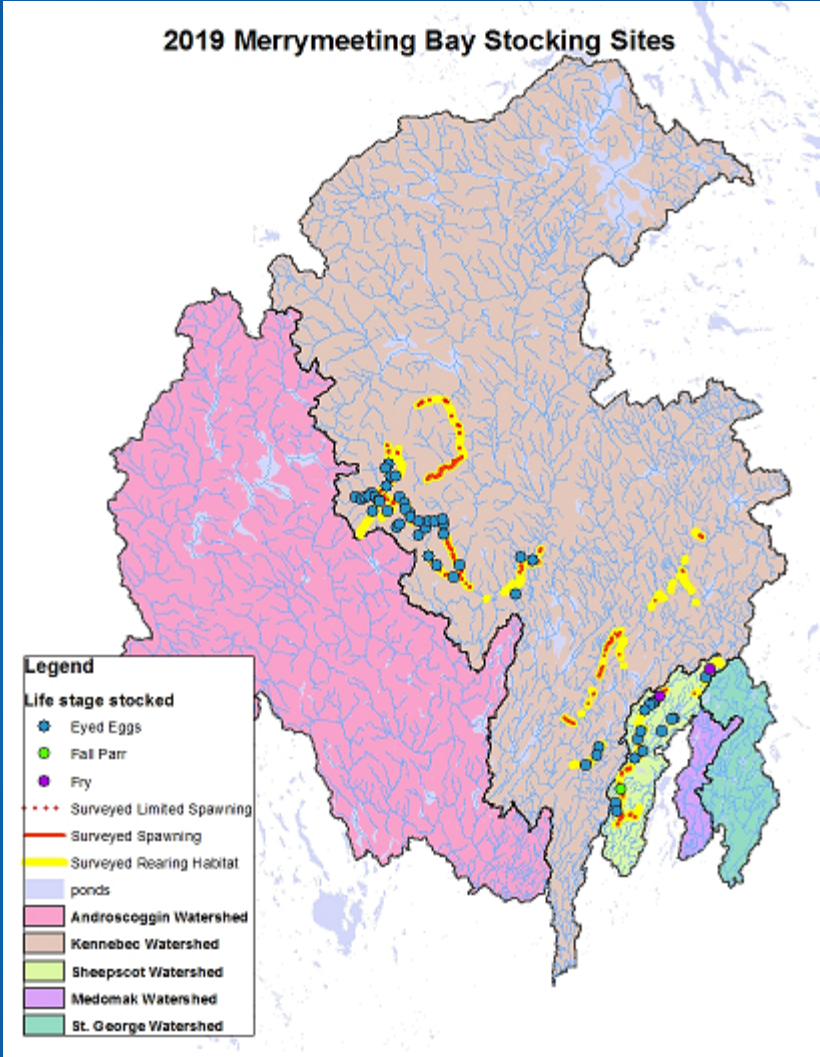 2019 Merrymeeting Bay Stocking Sites
Legend
Life stage stocked
Eyed Eggs
Fall Parr
Fry
Surveyed Limited Spawning
Surveyed Spawning
Surveyed Rearing Habitat
ponds
Androscoggin Watershed
Kennebec Watershed
Sheepscot Watershed
Medomak Watershed
St. George Watershed